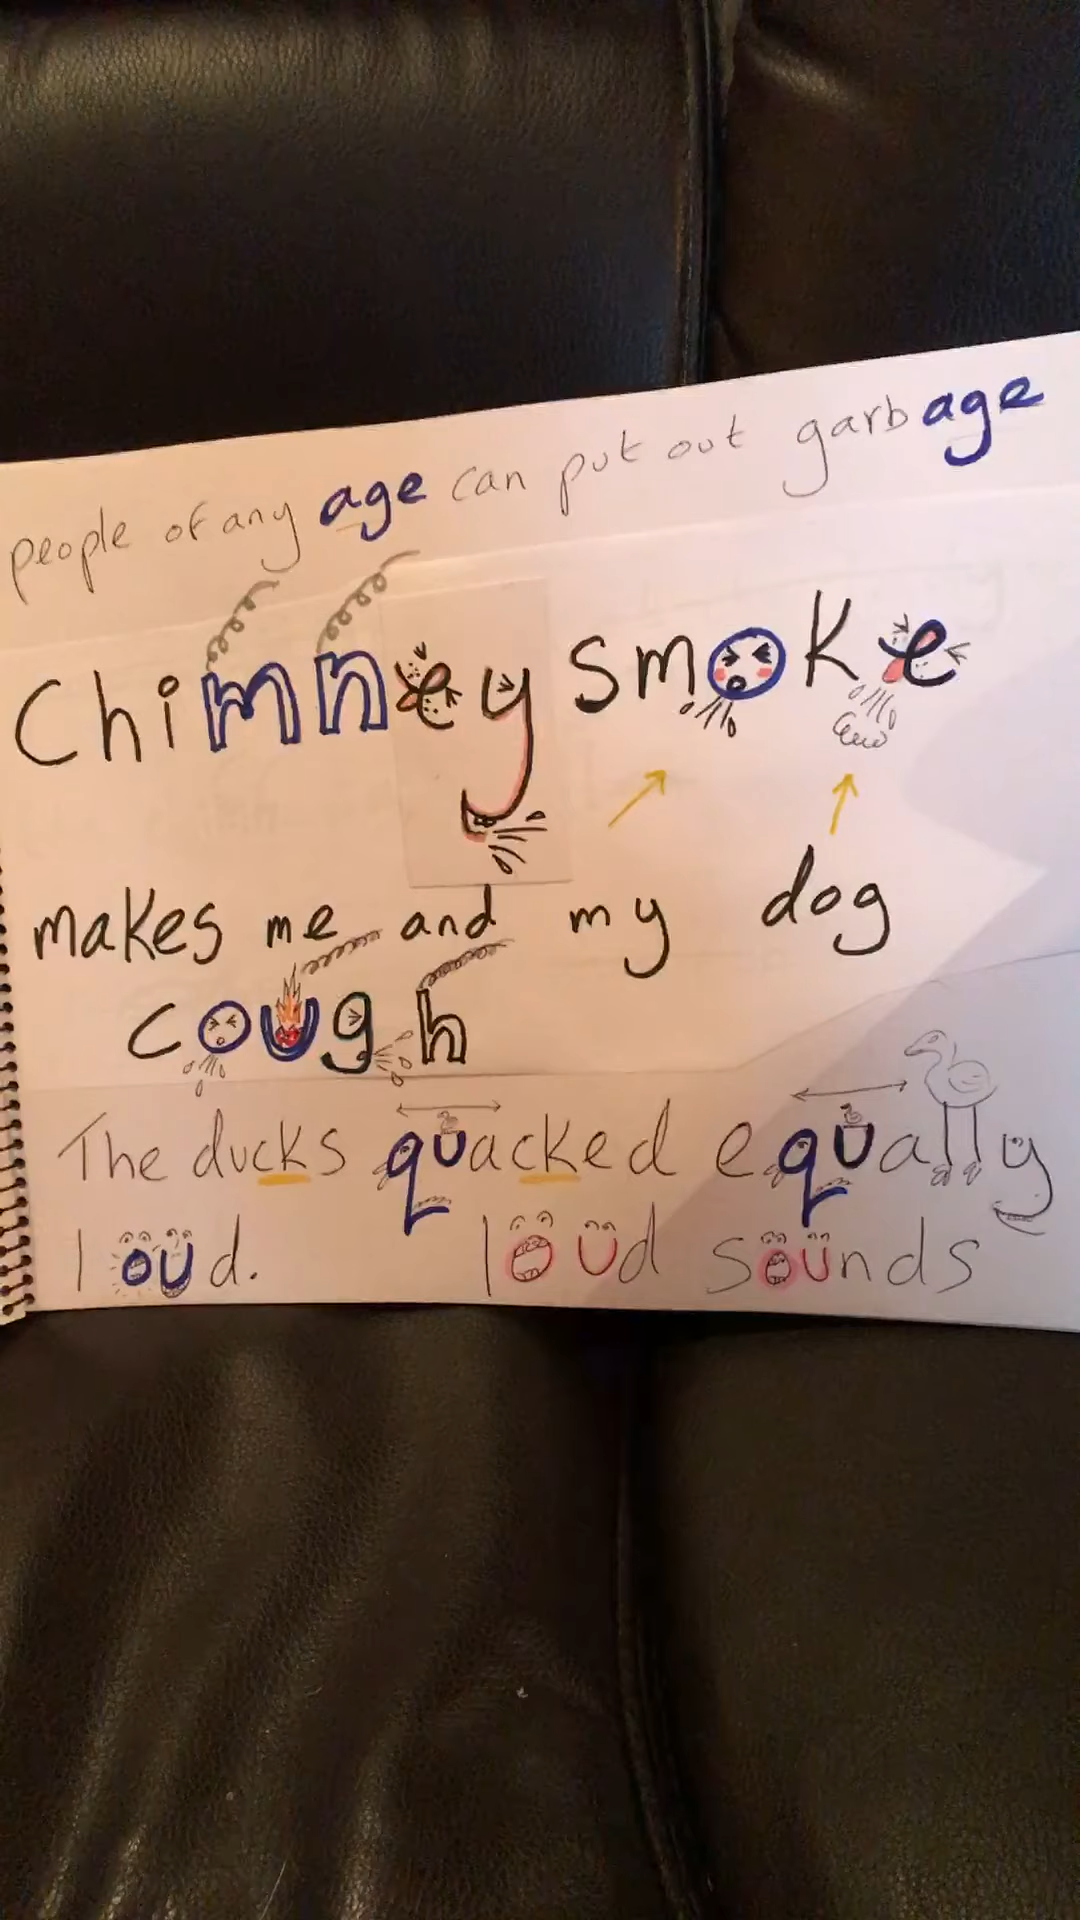 people of any age can put out garbage
Chimney smoke
makes me and my dog
cough
The ducks quacked equally
loud. loud sounds